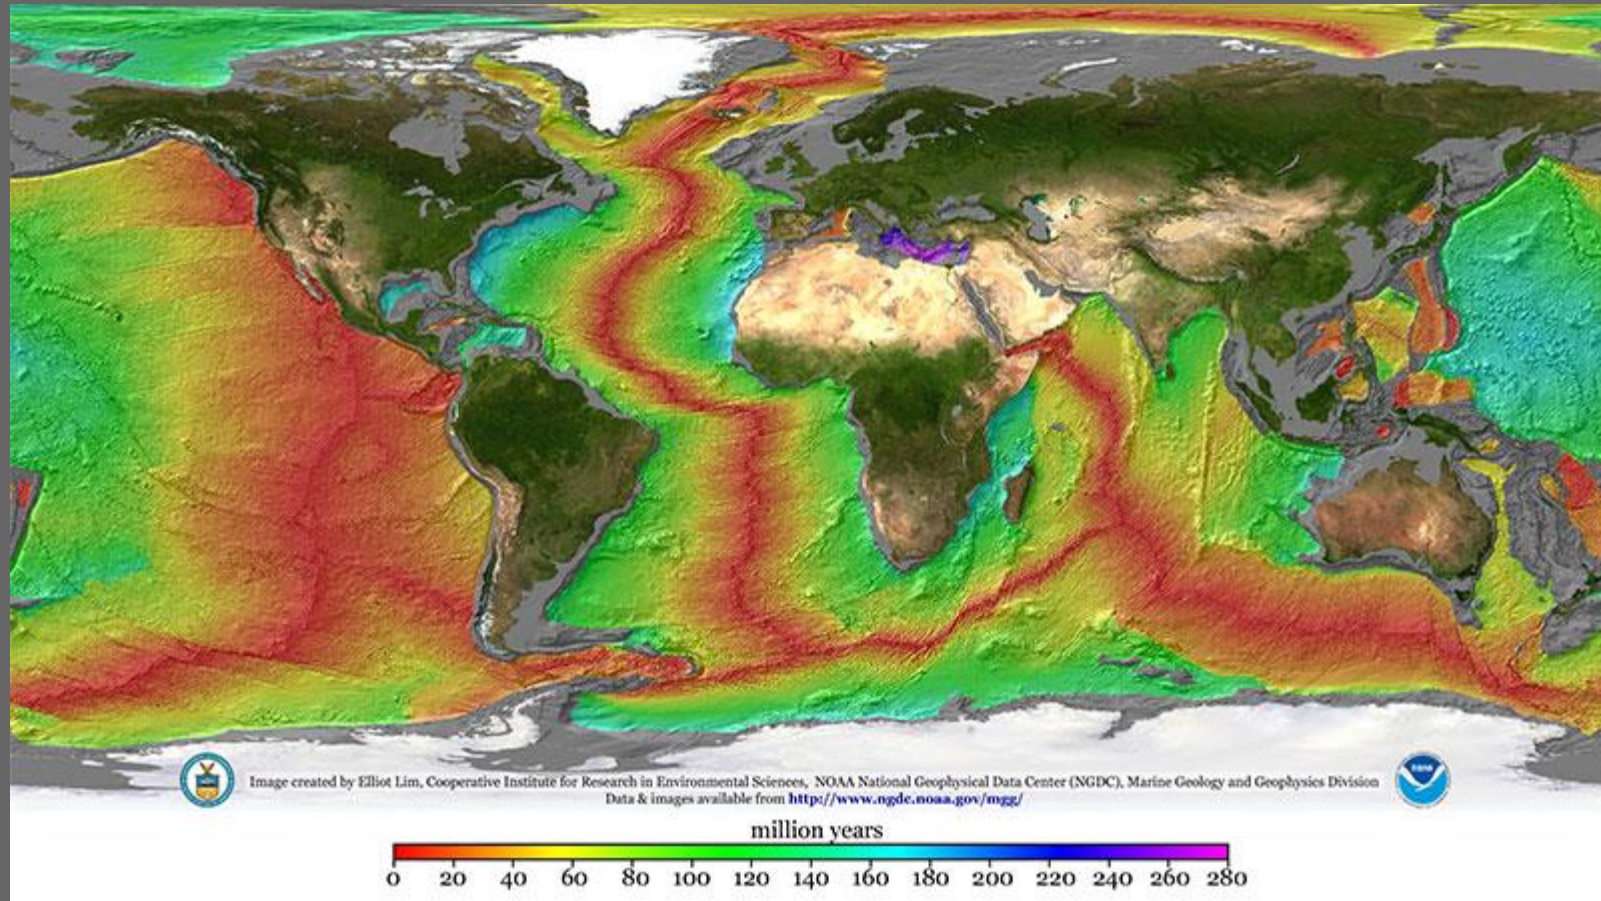 Image created by Elliot Lim, Cooperative Institute for Research in Environmental Sciences, NOAA National Geophysical Data Center (NGDC), Marine Geology and Geophysics Division
Data & images available from http://www.ngdc.noaa.gov/mgg/
million years
0 20 40 60 80 100 120 140 160 180 200 220 240 260 280